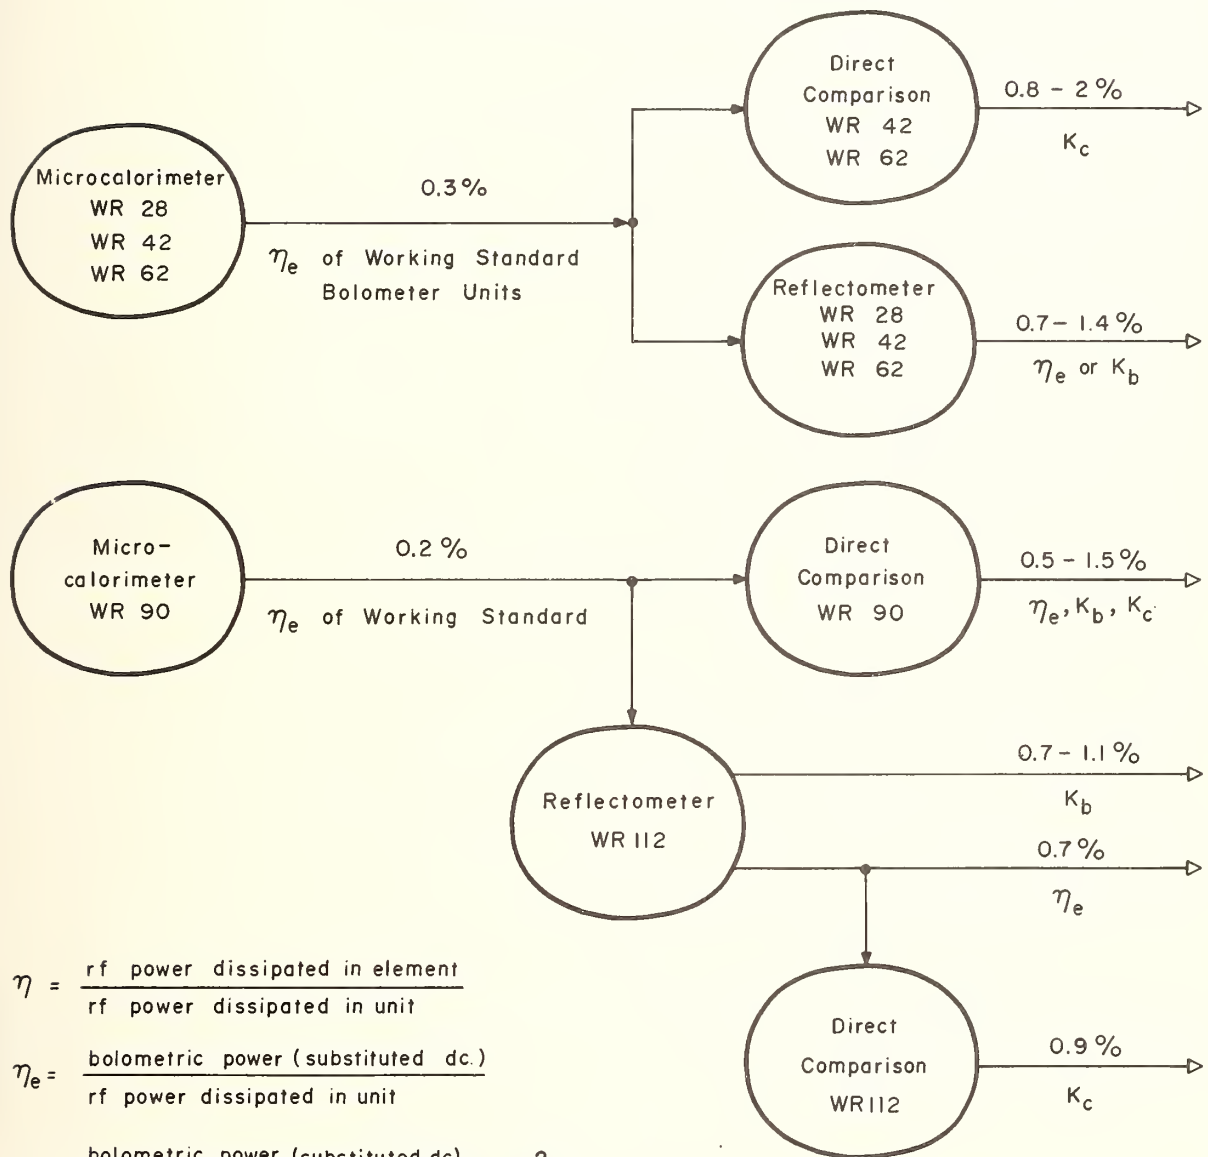 Microcalorimeter
WR 28
WR 42
WR 62
0.3%
ηe of Working Standard
Bolometer Units
Direct
Comparison
WR 42
WR 62
0.8 - 2%
Kc
Reflectometer
WR 28
WR 42
WR 62
0.7 - 1.4%
ηe or Kb
Micro-
calorimeter
WR 90
0.2%
ηe of Working Standard
Direct
Comparison
WR 90
0.5 - 1.5%
ηe, Kb, Kc
Reflectometer
WR 112
0.7 - 1.1%
Kb
0.7%
ηe
Direct
Comparison
WR 112
0.9%
Kc
η = rf power dissipated in element
rf power dissipated in unit
ηe = bolometric power (substituted dc.)
rf power dissipated in unit
bolometric power (substituted dc)